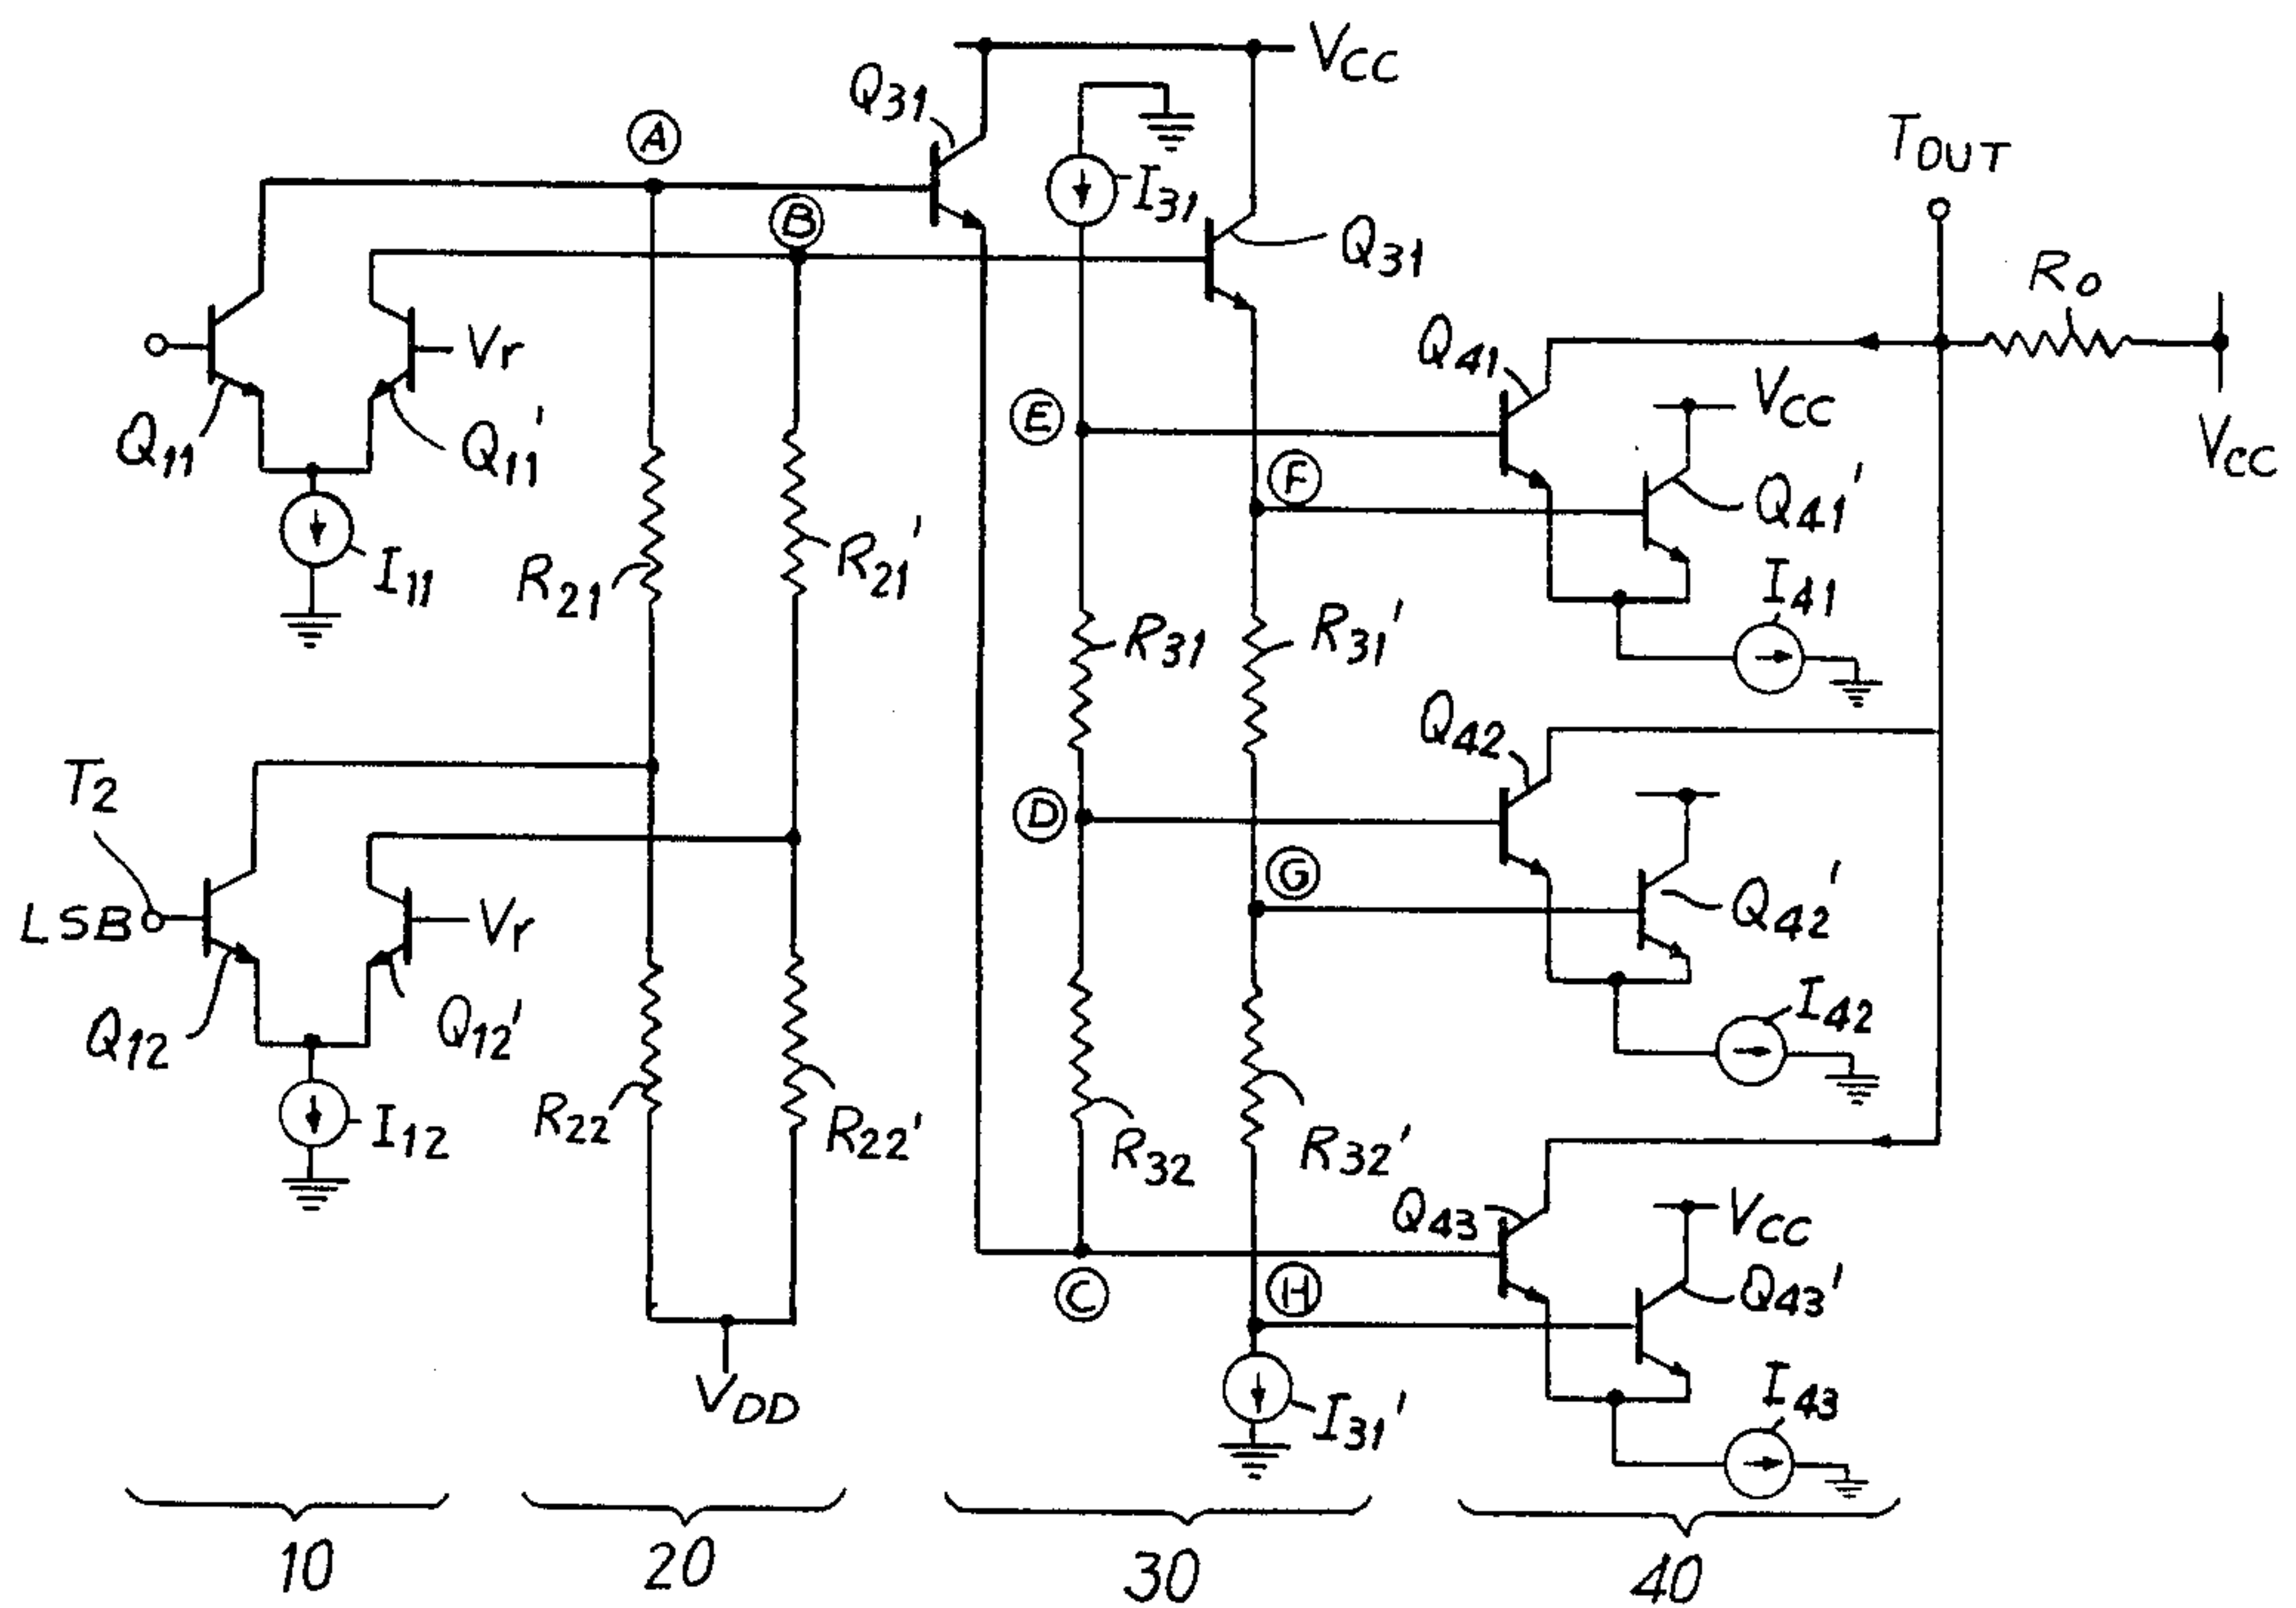 VCC
Q31
A
I31
TOUT
B
Q31
R0
Q41
Vr
VCC
E
VCC
Q11
Q11'
F
Q41'
I11
R21
R21'
I41
R31
R31'
Q42
T2
D
G
Q42'
LSB
Vr
Q12
Q12'
I42
R22
R22'
I12
R32
R32'
Q43
VCC
C
H
Q43'
VDD
I31'
I43
10
20
30
40